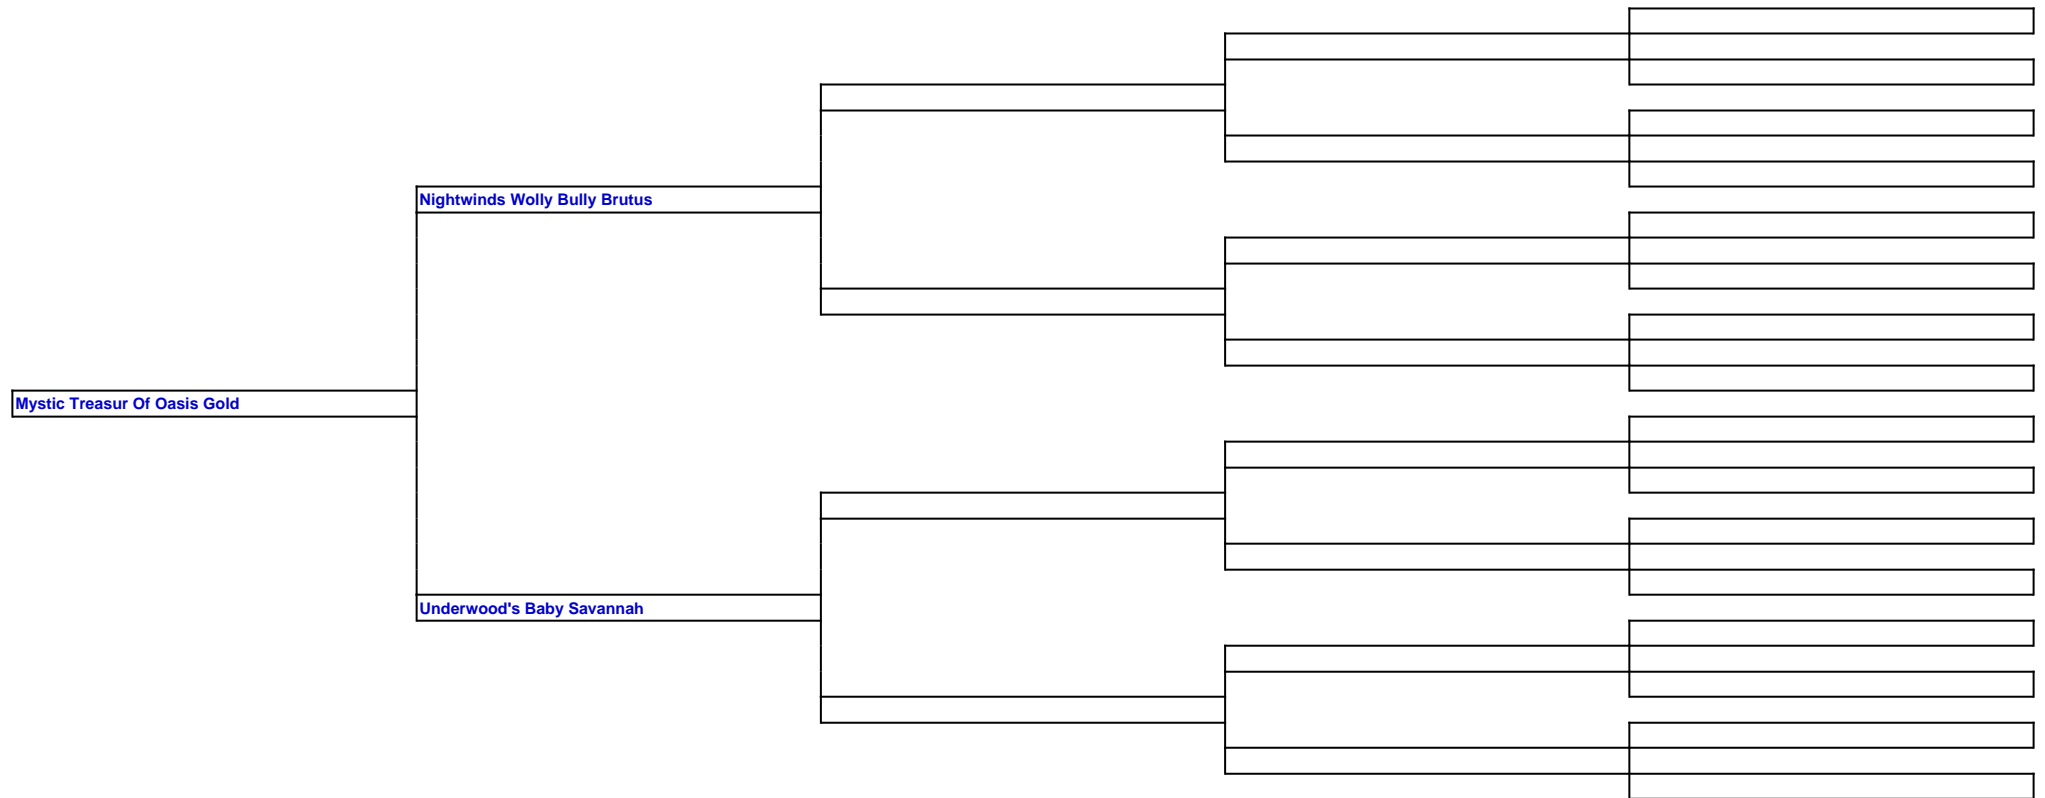 Nightwinds Wolly Bully Brutus
Mystic Treasur Of Oasis Gold
Underwood's Baby Savannah